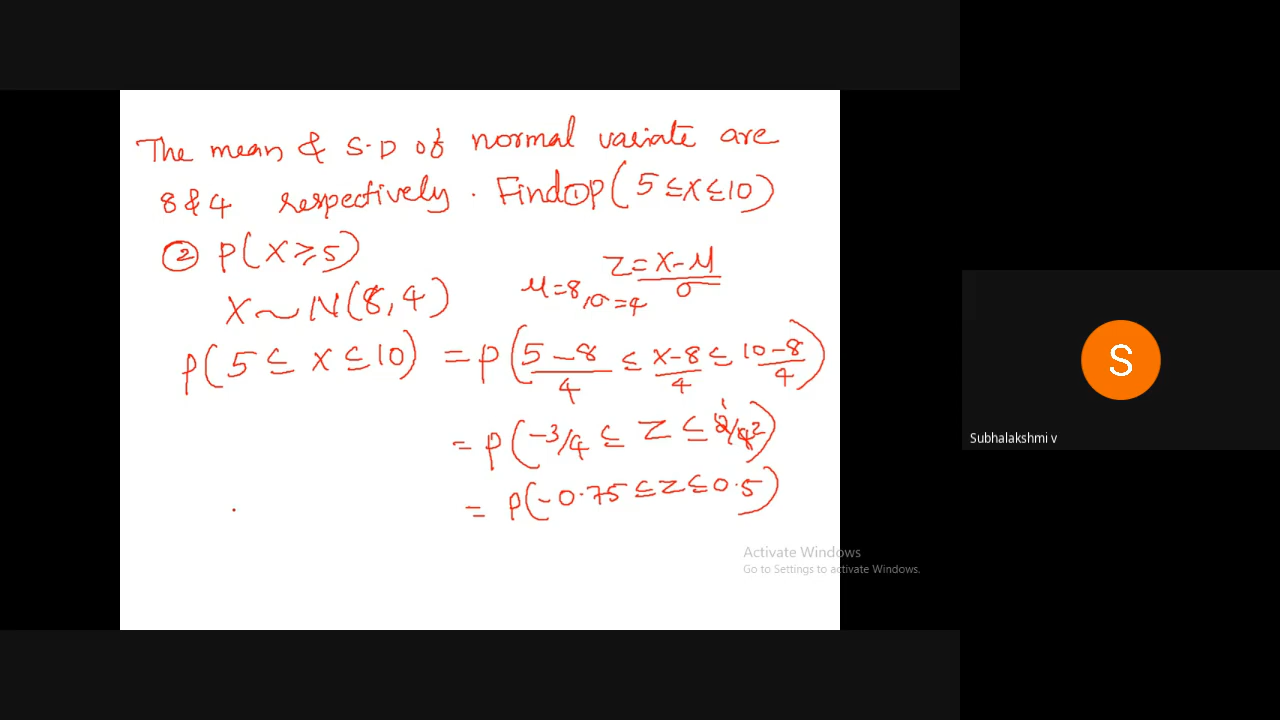 The mean & S.D of normal variate are
8 & 4 respectively. Find ① P(5 ≤ X ≤ 10)
② P(X ≥ 5)
Z = X-μ/σ
X ~ N(8,4) μ=8, σ=4
P(5 ≤ X ≤ 10) = P(5-8/4 ≤ X-8/4 ≤ 10-8/4)
= P(-3/4 ≤ Z ≤ 2/4)
= P(-0.75 ≤ Z ≤ 0.5)
Activate Windows
Go to Settings to activate Windows.
S
Subhalakshmi v